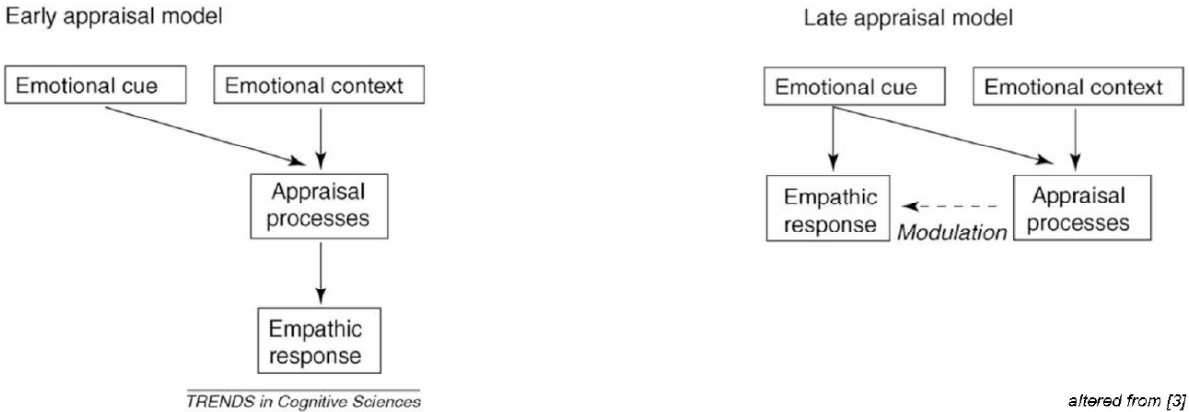 Early appraisal model
Emotional cue
Emotional context
Appraisal
processes
Empathic
response
TRENDS in Cognitive Sciences
Late appraisal model
Emotional cue
Emotional context
Empathic
response
Modulation
Appraisal
processes
altered from [3]